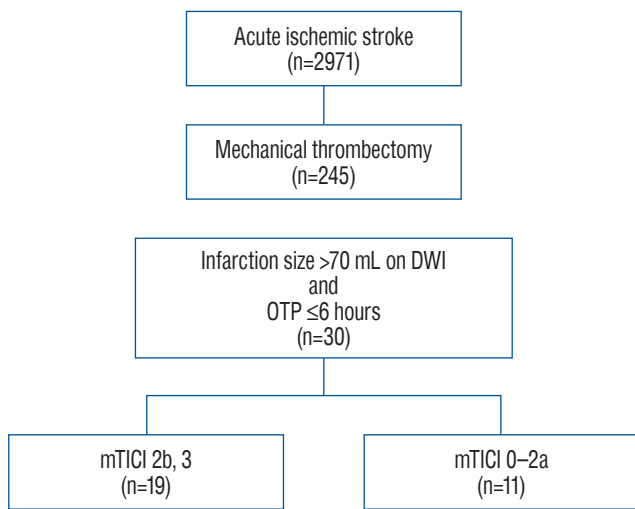 Acute ischemic stroke
(n=2971)
Mechanical thrombectomy
(n=245)
Infarction size >70 mL on DWI
and
OTP ≤6 hours
(n=30)
mTICI 2b, 3
(n=19)
mTICI 0–2a
(n=11)